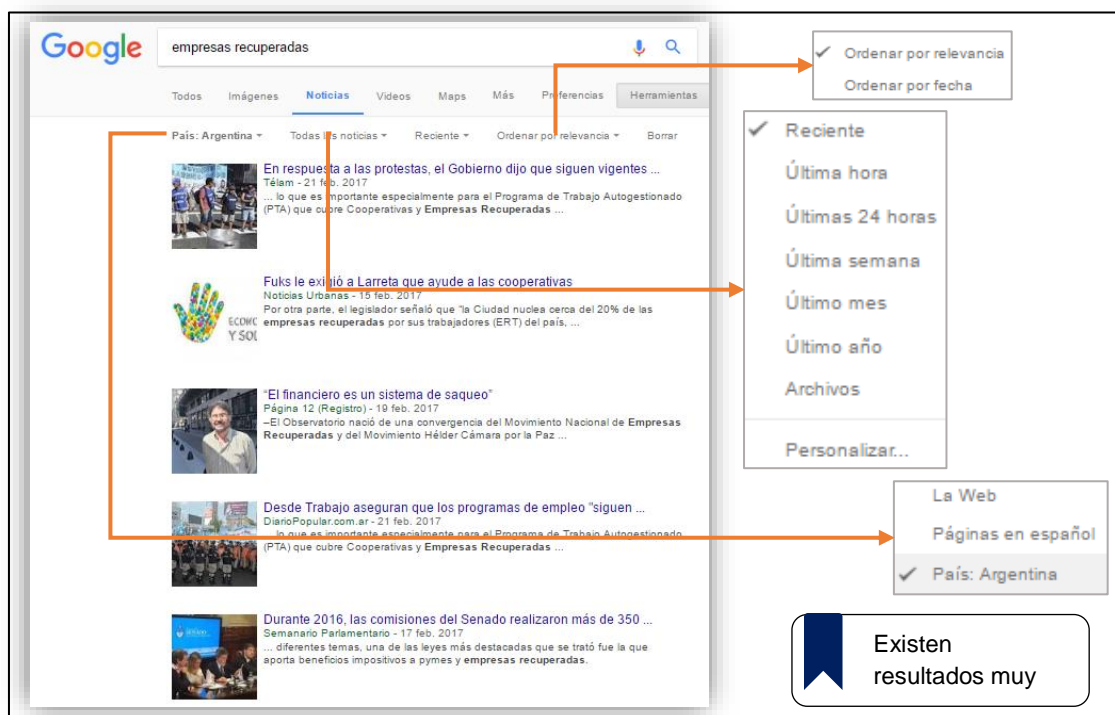 Google
empresas recuperadas
Todos Imágenes Noticias Videos Maps Más Preferencias Herramientas
País: Argentina Todas las noticias Reciente Ordenar por relevancia Borrar
En respuesta a las protestas, el Gobierno dijo que siguen vigentes ...
Télam - 21 feb. 2017
... lo que es importante especialmente para el Programa de Trabajo Autogestionado
(PTA) que cubre Cooperativas y Empresas Recuperadas ...
Fuks le exigió a Larreta que ayude a las cooperativas
Noticias Urbanas - 15 feb. 2017
Por otra parte, el legislador señaló que "la Ciudad nuclea cerca del 20% de las
empresas recuperadas por sus trabajadores (ERT) del país, ...
ECONO
Y SOC
"El financiero es un sistema de saqueo"
Página 12 (Registro) - 19 feb. 2017
–El Observatorio nació de una convergencia del Movimiento Nacional de Empresas
Recuperadas y del Movimiento Hélder Cámara por la Paz ...
Desde Trabajo aseguran que los programas de empleo "siguen ...
DiarioPopular.com.ar - 21 feb. 2017
... lo que es importante especialmente para el Programa de Trabajo Autogestionado
(PTA) que cubre Cooperativas y Empresas Recuperadas ...
Durante 2016, las comisiones del Senado realizaron más de 350 ...
Semanario Parlamentario - 17 feb. 2017
... diferentes temas, una de las leyes más destacadas que se trató fue la que
aporta beneficios impositivos a pymes y empresas recuperadas.
Ordenar por relevancia
Ordenar por fecha
Reciente
Última hora
Últimas 24 horas
Última semana
Último mes
Último año
Archivos
Personalizar...
La Web
Páginas en español
País: Argentina
Existen
resultados muy